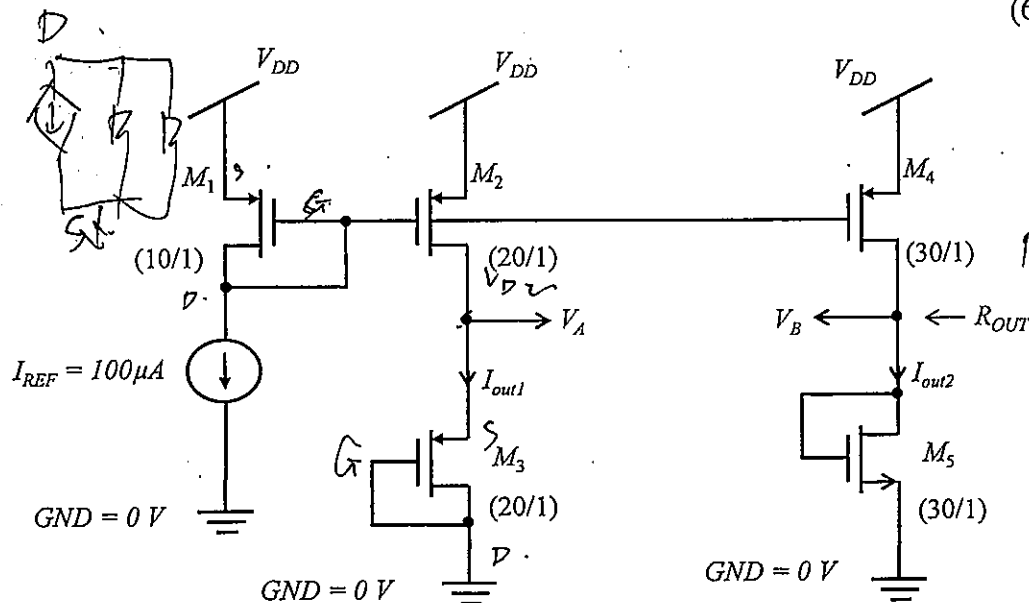 (6
D
V_DD
V_DD
V_DD
M_1
S
G
M_2
M_4
(10/1)
(20/1)
(30/1)
D.
V_D2
V_A
V_B
R_OUT
I_REF = 100μA
I_out1
I_out2
G
S
M_3
M_5
(20/1)
(30/1)
GND = 0 V
D.
GND = 0 V
GND = 0 V